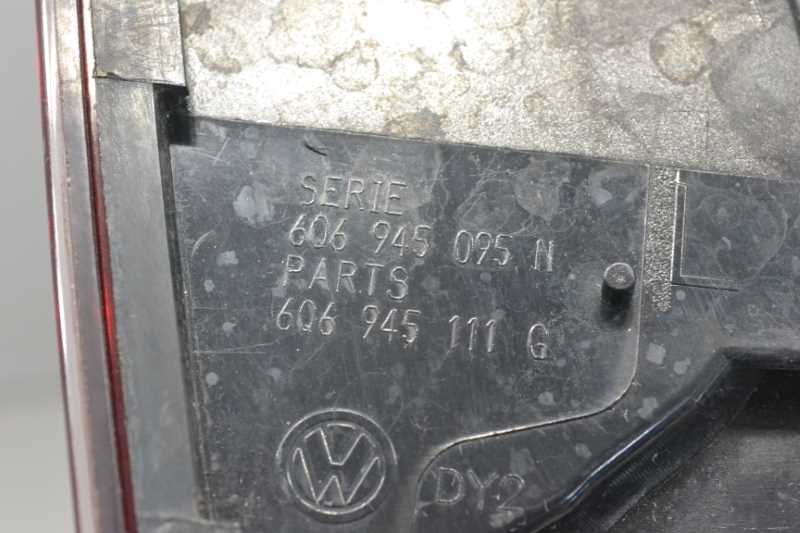 SERIE
6Q6 945 095 N
PARTS
6Q6 945 111 G
VW
DY2